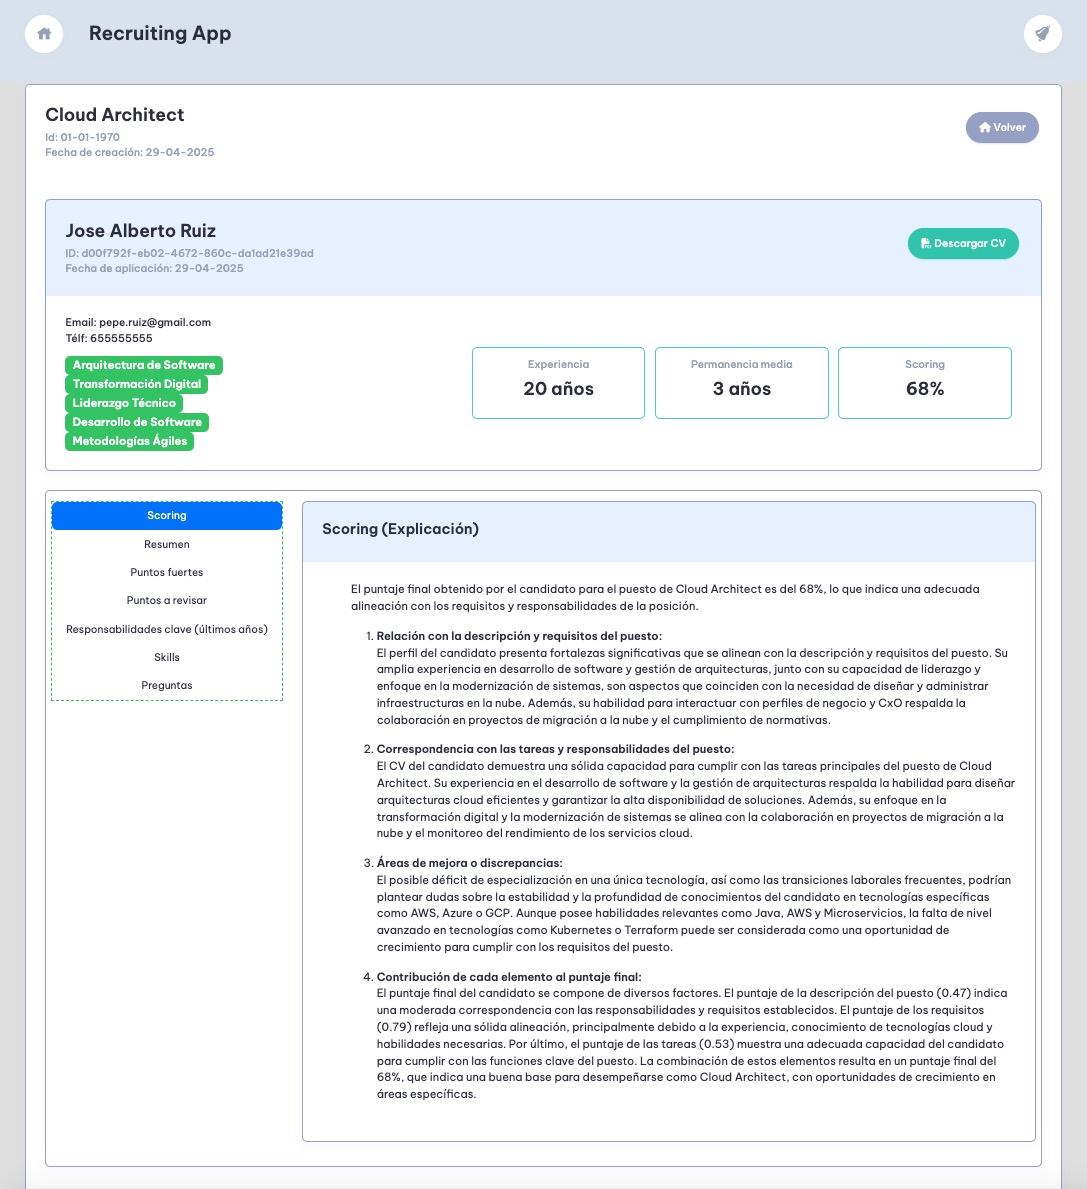 Recruiting App
Cloud Architect
Id: 01-01-1970
Fecha de creación: 29-04-2025
Volver
Jose Alberto Ruiz
ID: d00f792f-eb02-4672-860c-da1ad21e39ad
Fecha de aplicación: 29-04-2025
Descargar CV
Email: pepe.ruiz@gmail.com
Télf: 655555555
Arquitectura de Software
Transformación Digital
Liderazgo Técnico
Desarrollo de Software
Metodologías Ágiles
Experiencia
20 años
Permanencia media
3 años
Scoring
68%
Scoring
Resumen
Puntos fuertes
Puntos a revisar
Responsabilidades clave (últimos años)
Skills
Preguntas
Scoring (Explicación)
El puntaje final obtenido por el candidato para el puesto de Cloud Architect es del 68%, lo que indica una adecuada
alineación con los requisitos y responsabilidades de la posición.
1. Relación con la descripción y requisitos del puesto:
El perfil del candidato presenta fortalezas significativas que se alinean con la descripción y requisitos del puesto. Su
amplia experiencia en desarrollo de software y gestión de arquitecturas, junto con su capacidad de liderazgo y
enfoque en la modernización de sistemas, son aspectos que coinciden con la necesidad de diseñar y administrar
infraestructuras en la nube. Además, su habilidad para interactuar con perfiles de negocio y CxO respalda la
colaboración en proyectos de migración a la nube y el cumplimiento de normativas.
2. Correspondencia con las tareas y responsabilidades del puesto:
El CV del candidato demuestra una sólida capacidad para cumplir con las tareas principales del puesto de Cloud
Architect. Su experiencia en el desarrollo de software y la gestión de arquitecturas respalda la habilidad para diseñar
arquitecturas cloud eficientes y garantizar la alta disponibilidad de soluciones. Además, su enfoque en la
transformación digital y la modernización de sistemas se alinea con la colaboración en proyectos de migración a la
nube y el monitoreo del rendimiento de los servicios cloud.
3. Áreas de mejora o discrepancias:
El posible déficit de especialización en una única tecnología, así como las transiciones laborales frecuentes, podrían
plantear dudas sobre la estabilidad y la profundidad de conocimientos del candidato en tecnologías específicas
como AWS, Azure o GCP. Aunque posee habilidades relevantes como Java, AWS y Microservicios, la falta de nivel
avanzado en tecnologías como Kubernetes o Terraform puede ser considerada como una oportunidad de
crecimiento para cumplir con los requisitos del puesto.
4. Contribución de cada elemento al puntaje final:
El puntaje final del candidato se compone de diversos factores. El puntaje de la descripción del puesto (0.47) indica
una moderada correspondencia con las responsabilidades y requisitos establecidos. El puntaje de los requisitos
(0.79) refleja una sólida alineación, principalmente debido a la experiencia, conocimiento de tecnologías cloud y
habilidades necesarias. Por último, el puntaje de las tareas (0.53) muestra una adecuada capacidad del candidato
para cumplir con las funciones clave del puesto. La combinación de estos elementos resulta en un puntaje final del
68%, que indica una buena base para desempeñarse como Cloud Architect, con oportunidades de crecimiento en
áreas específicas.